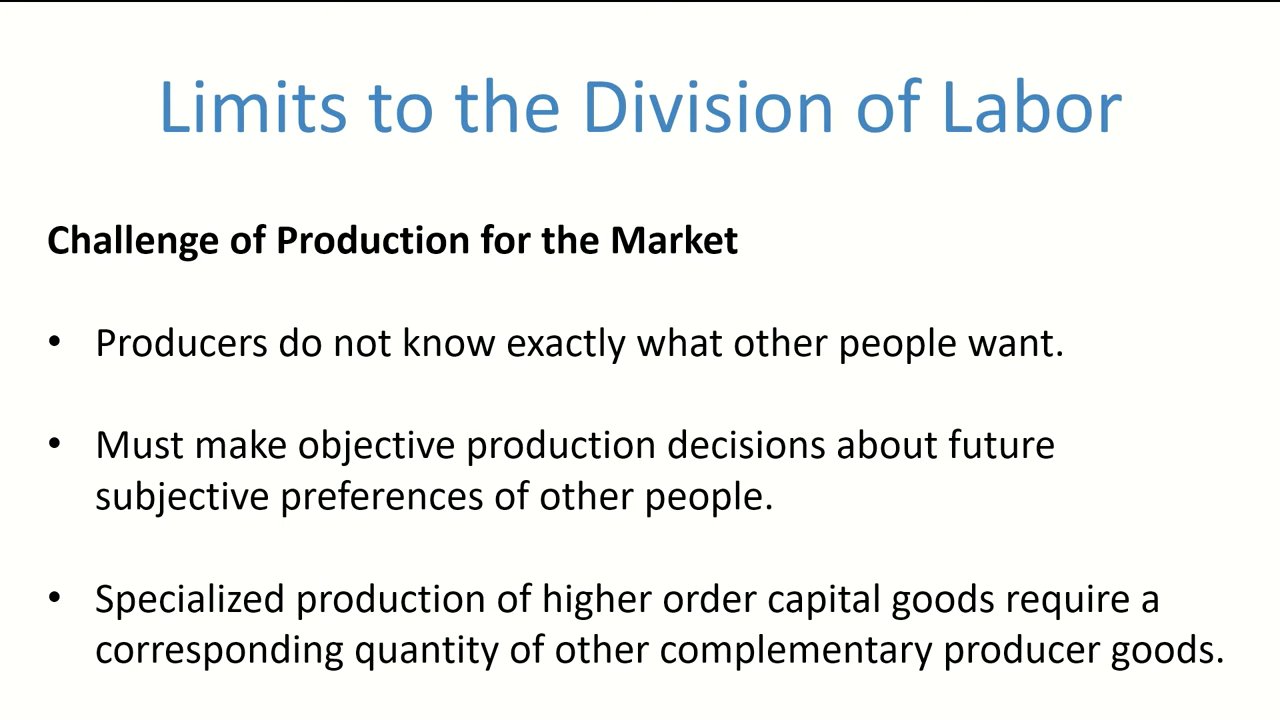 Limits to the Division of Labor
Challenge of Production for the Market
• Producers do not know exactly what other people want.
• Must make objective production decisions about future
subjective preferences of other people.
• Specialized production of higher order capital goods require a
corresponding quantity of other complementary producer goods.